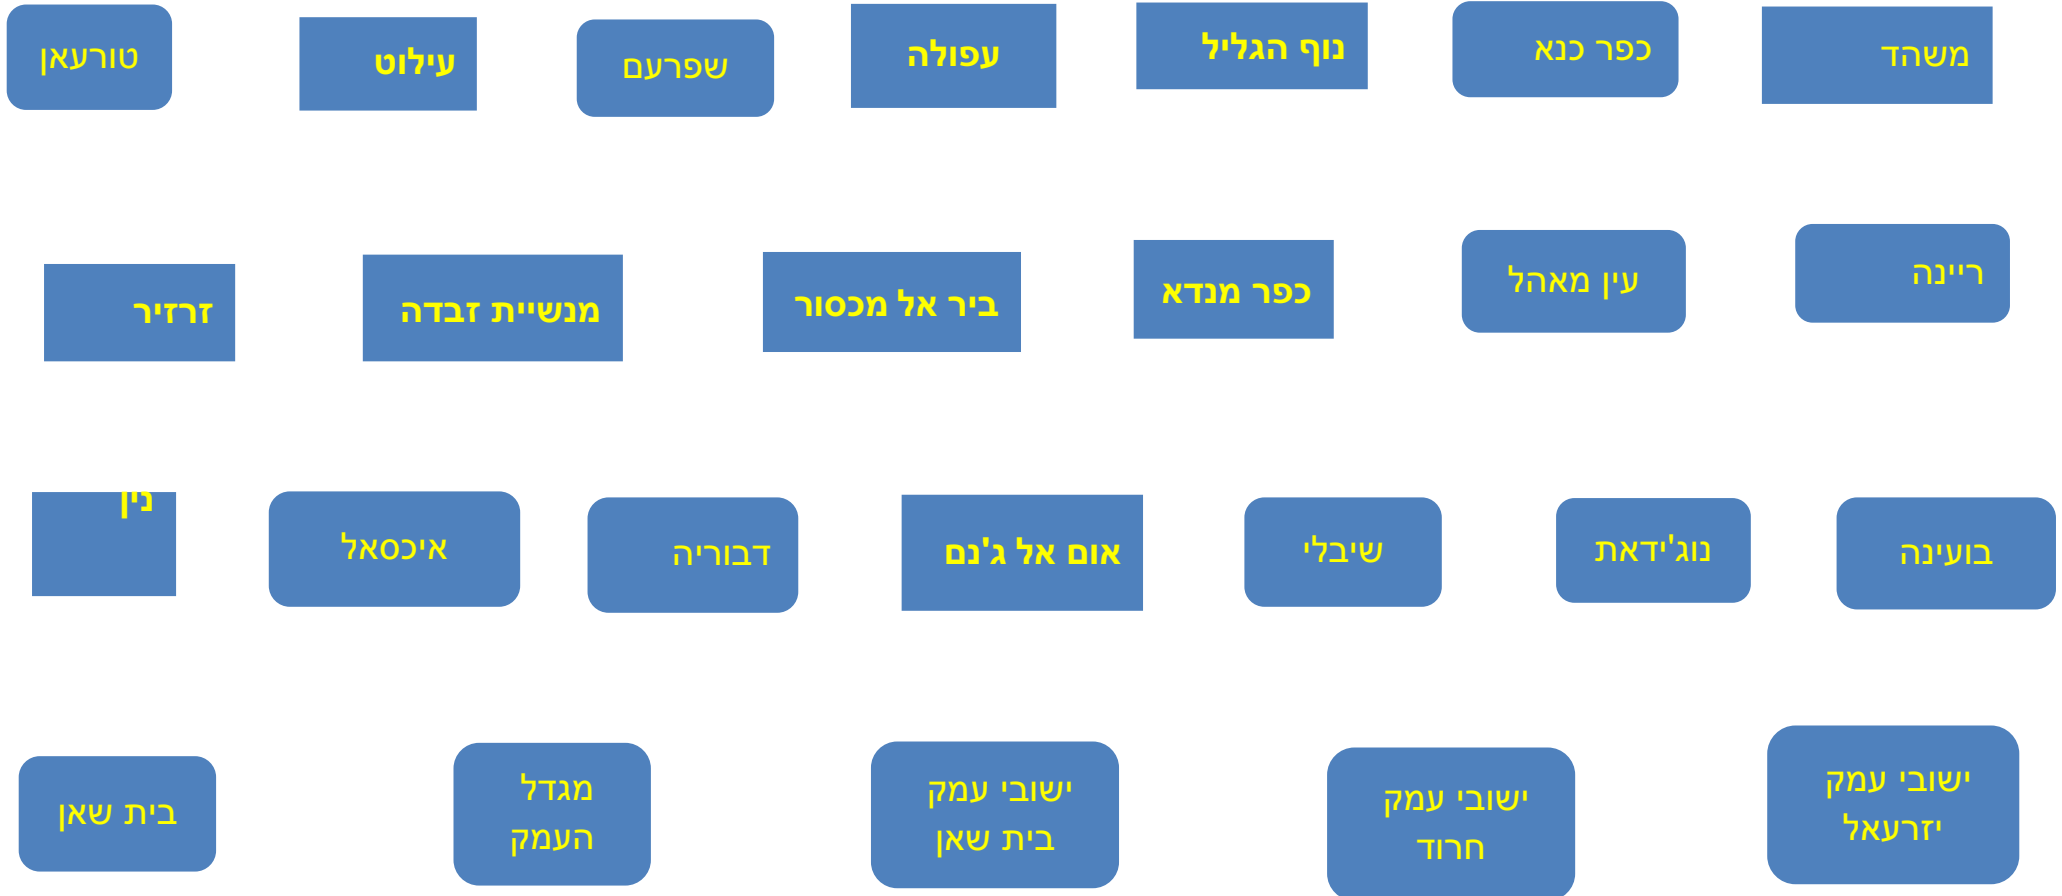 משהד
כפר כנא
נוף הגליל
עפולה
שפרעם
עילוט
טורעאן
ריינה
עין מאהל
כפר מנדא
ביר אל מכסור
מנשיית זבדה
זרזיר
בועינה
נוג'ידאת
שיבלי
אום אל ג'נם
דבוריה
איכסאל
נין
ישובי עמק
יזרעאל
ישובי עמק
חרוד
ישובי עמק
בית שאן
מגדל
העמק
בית שאן